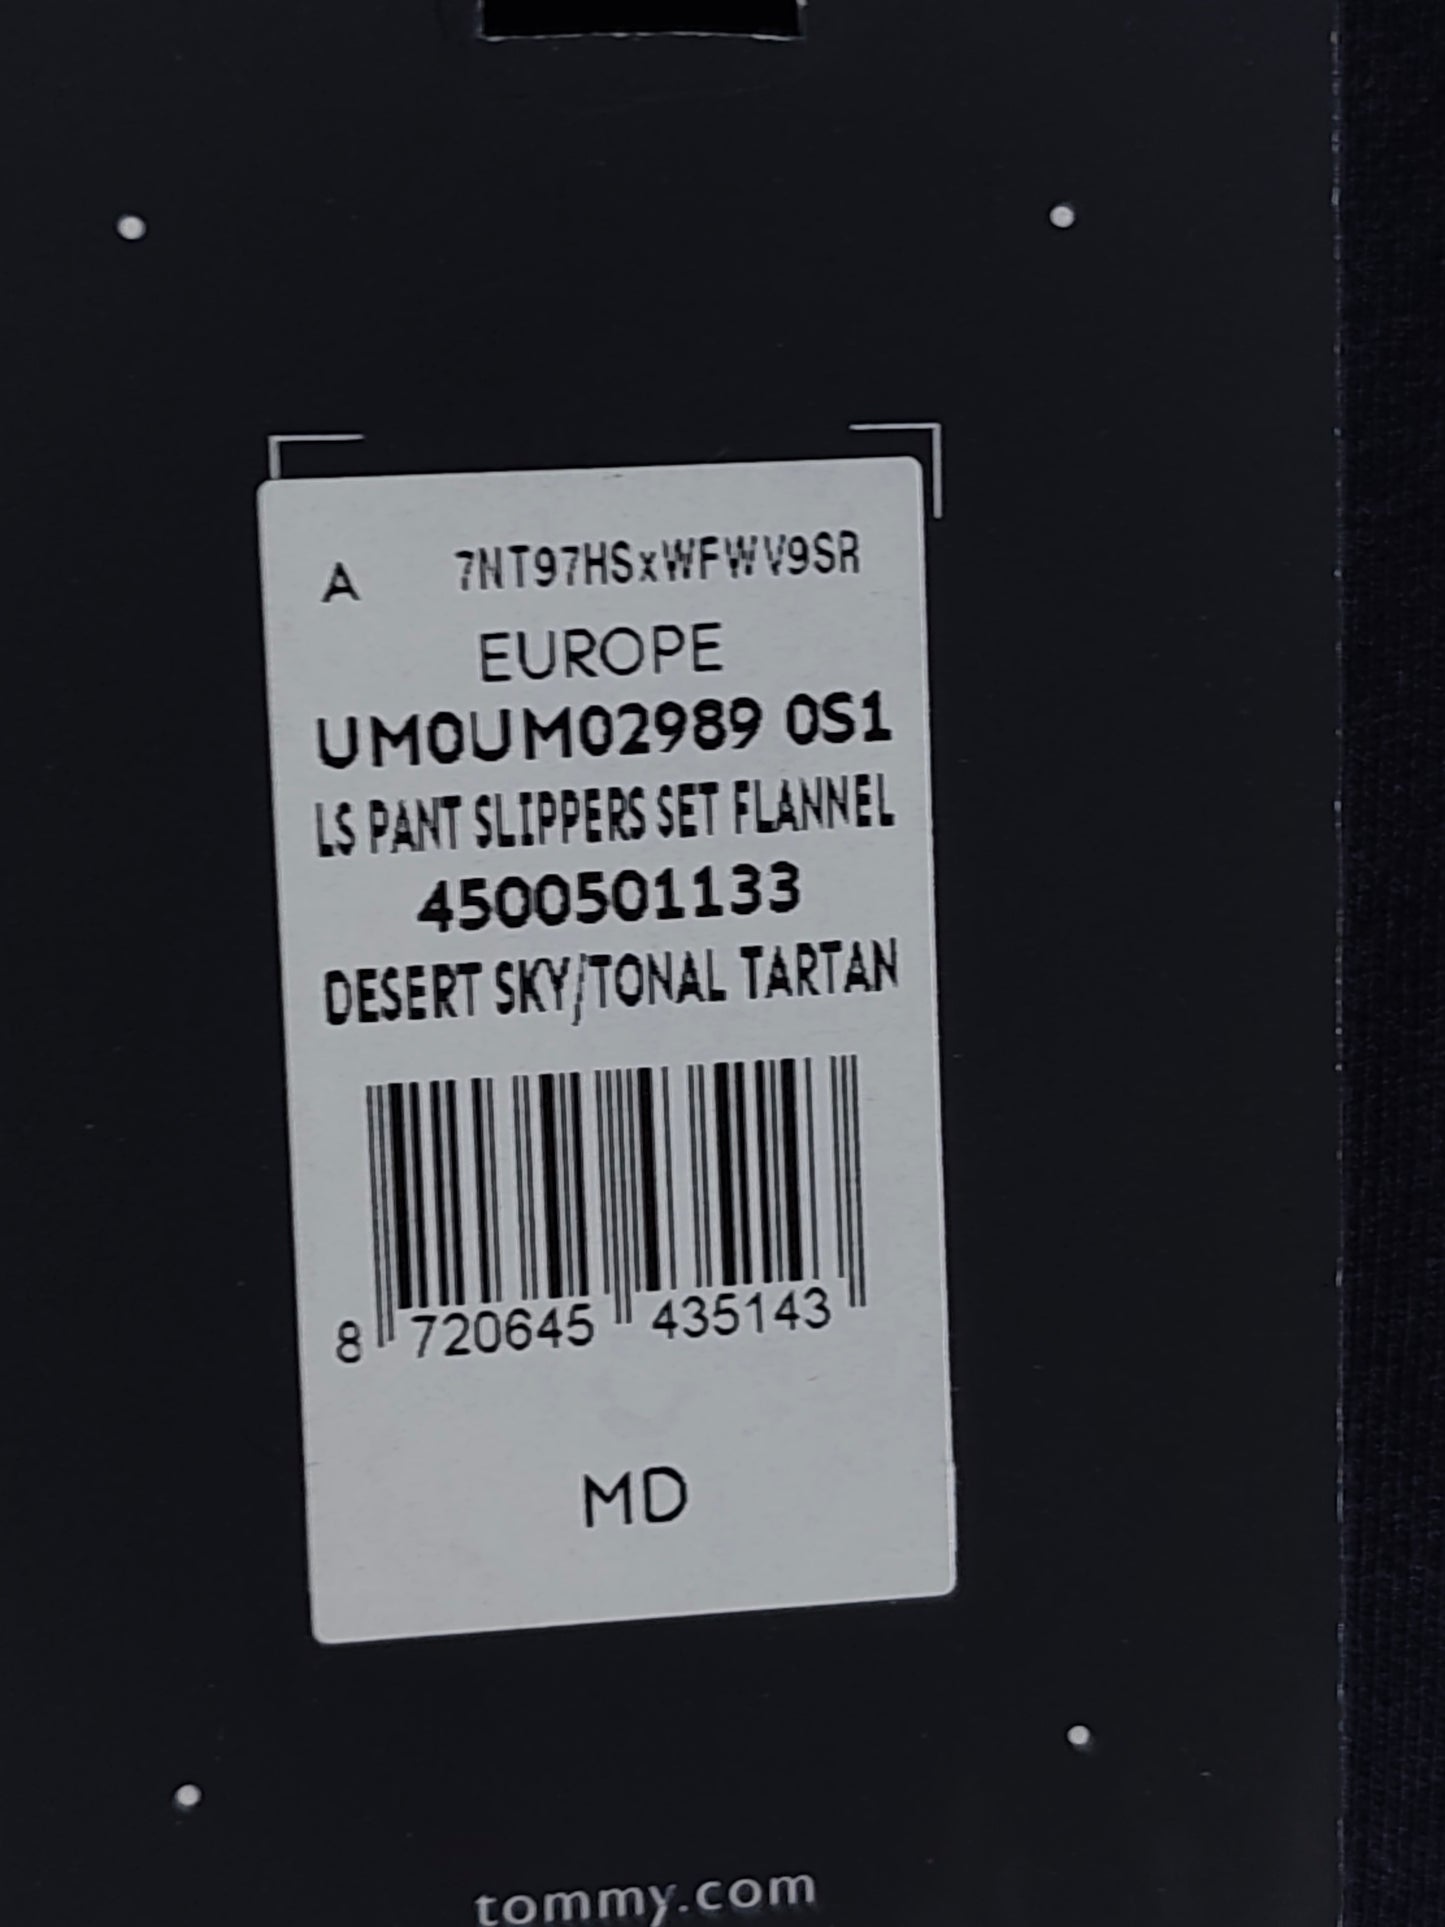 A 7NT97HSxWFWV9SR
EUROPE
UM0UM02989 0S1
LS PANT SLIPPERS SET FLANNEL
4500501133
DESERT SKY/TONAL TARTAN
8 720645 435143
MD
tommy.com